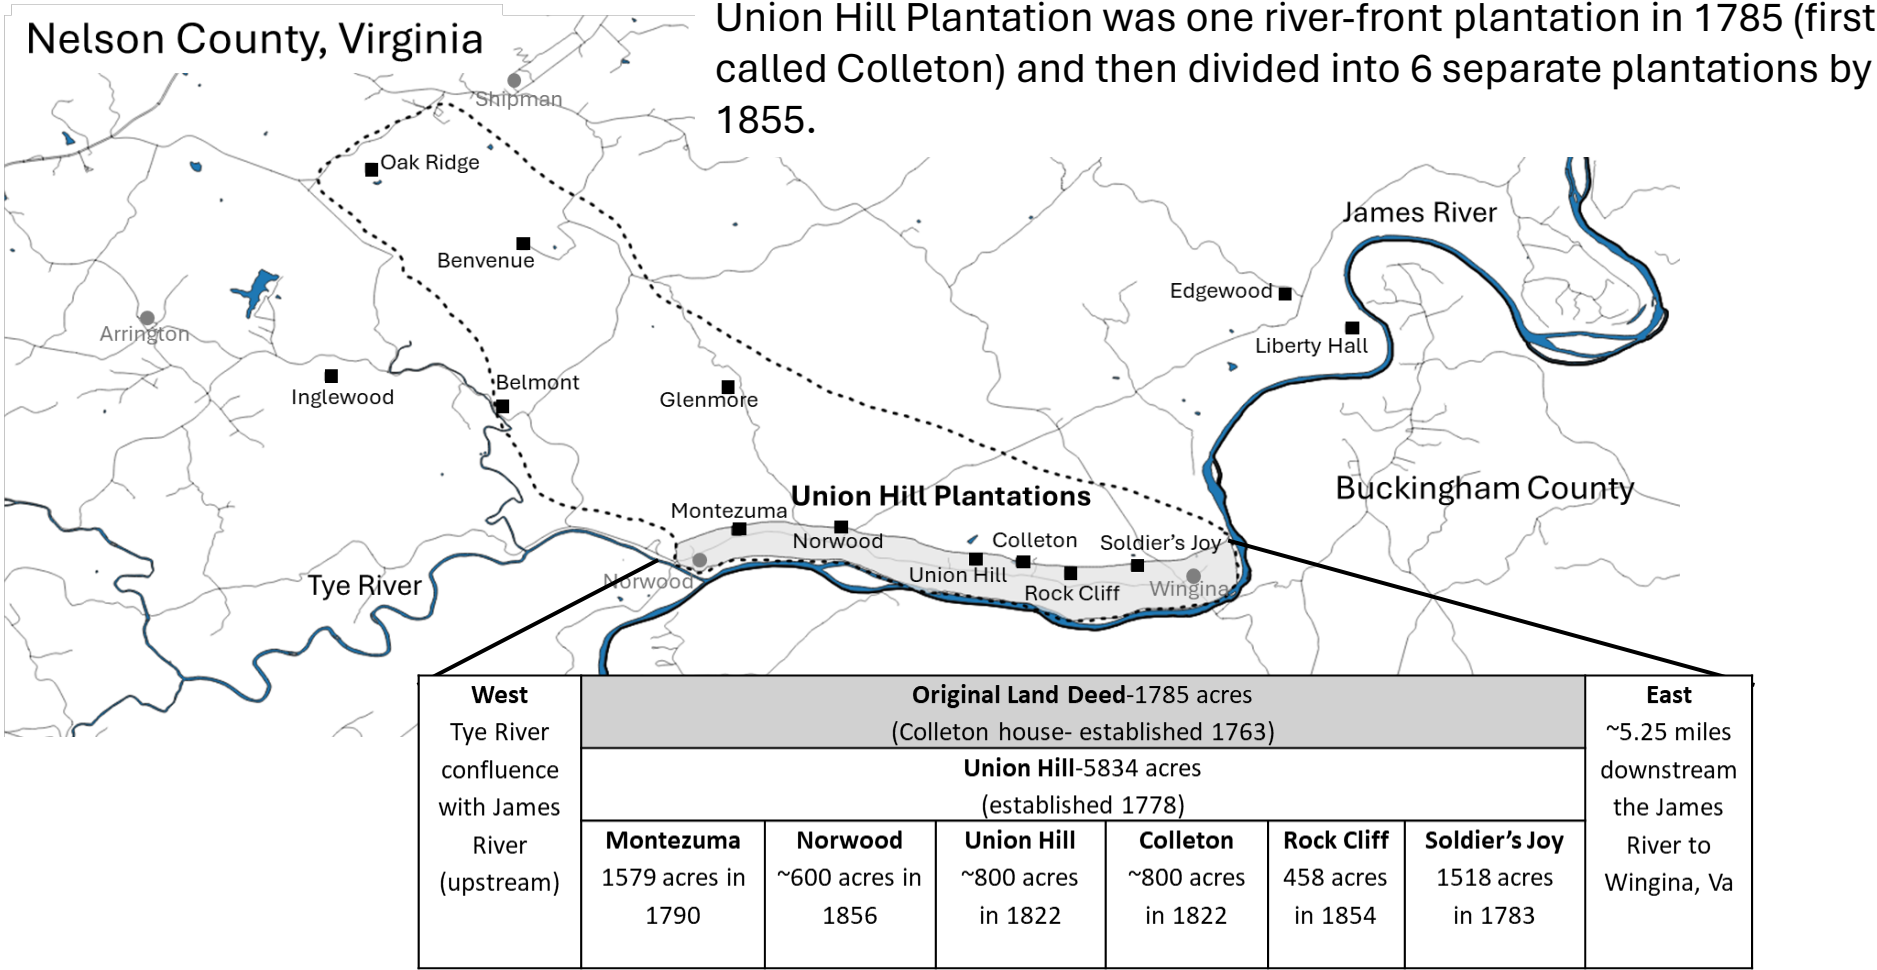 Nelson County, Virginia
Union Hill Plantation was one river-front plantation in 1785 (first
called Colleton) and then divided into 6 separate plantations by
1855.
Shipman
Oak Ridge
James River
Benvenue
Edgewood
Arrington
Liberty Hall
Inglewood
Belmont
Glenmore
Buckingham County
Union Hill Plantations
Montezuma
Norwood
Colleton
Soldier's Joy
Union Hill
Rock Cliff
Wingina
Norwood
Tye River
West
Tye River
confluence
with James
River
(upstream)
Original Land Deed-1785 acres
(Colleton house- established 1763)
Union Hill-5834 acres
(established 1778)
Montezuma
1579 acres in
1790
Norwood
~600 acres in
1856
Union Hill
~800 acres
in 1822
Colleton
~800 acres
in 1822
Rock Cliff
458 acres
in 1854
Soldier's Joy
1518 acres
in 1783
East
~5.25 miles
downstream
the James
River to
Wingina, Va